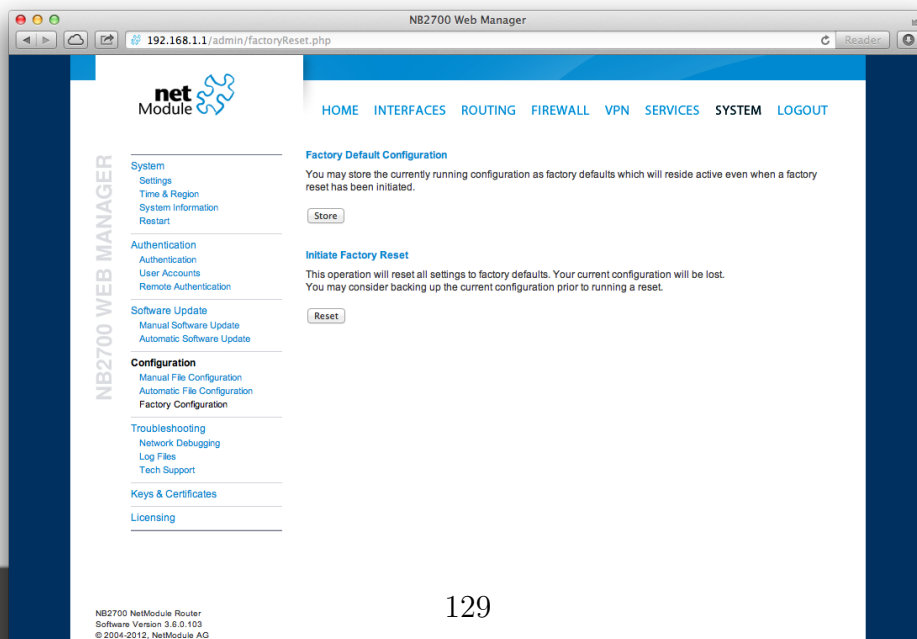 NB2700 Web Manager
192.168.1.1/admin/factoryReset.php
Reader
net
Module
HOME INTERFACES ROUTING FIREWALL VPN SERVICES SYSTEM LOGOUT
NB2700 WEB MANAGER
System
Settings
Time & Region
System Information
Restart
Authentication
Authentication
User Accounts
Remote Authentication
Software Update
Manual Software Update
Automatic Software Update
Configuration
Manual File Configuration
Automatic File Configuration
Factory Configuration
Troubleshooting
Network Debugging
Log Files
Tech Support
Keys & Certificates
Licensing
Factory Default Configuration
You may store the currently running configuration as factory defaults which will reside active even when a factory
reset has been initiated.
Store
Initiate Factory Reset
This operation will reset all settings to factory defaults. Your current configuration will be lost.
You may consider backing up the current configuration prior to running a reset.
Reset
NB2700 NetModule Router
Software Version 3.6.0.103
© 2004-2012, NetModule AG
129